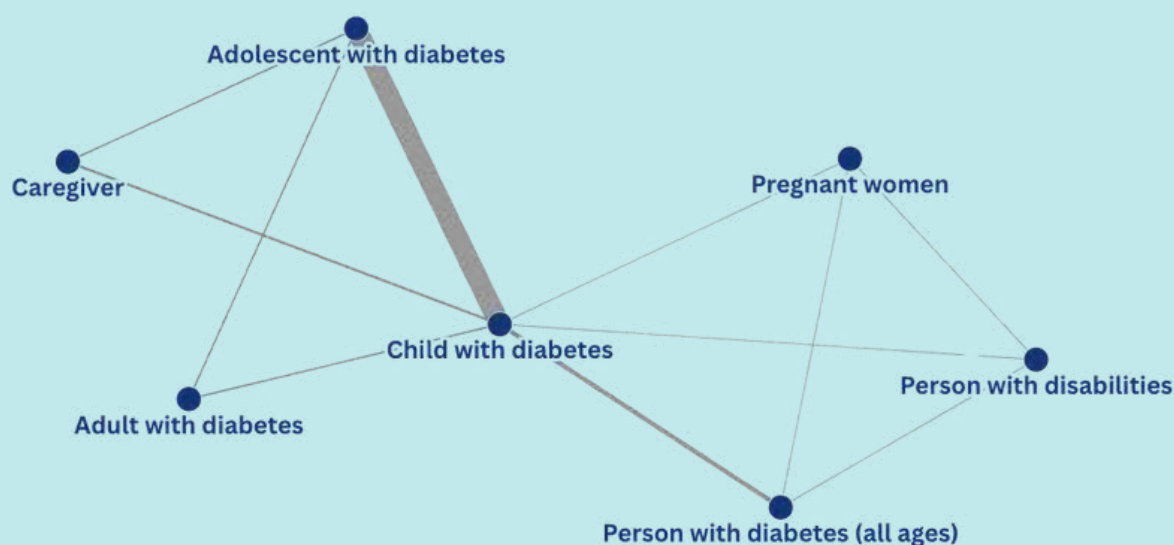 Adolescent with diabetes
Caregiver
Pregnant women
Child with diabetes
Person with disabilities
Adult with diabetes
Person with diabetes (all ages)